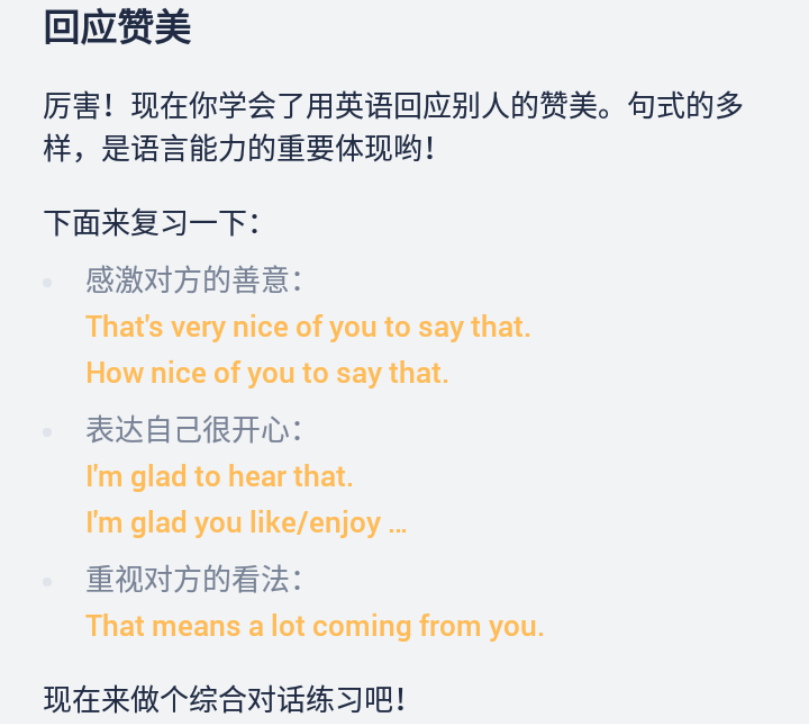 回应赞美
厉害！现在你学会了用英语回应别人的赞美。句式的多
样，是语言能力的重要体现哟！
下面来复习一下：
感激对方的善意：
That's very nice of you to say that.
How nice of you to say that.
表达自己很开心：
I'm glad to hear that.
I'm glad you like/enjoy ...
重视对方的看法：
That means a lot coming from you.
现在来做个综合对话练习吧！